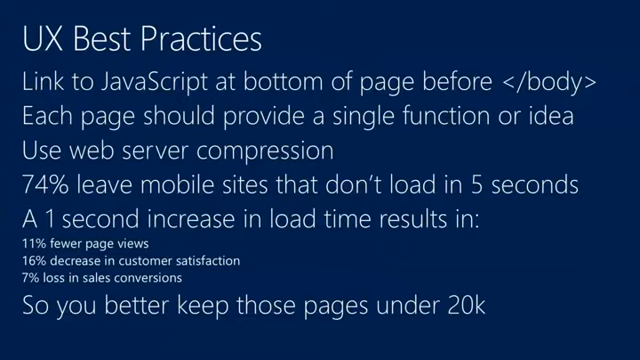 UX Best Practices
Link to JavaScript at bottom of page before </body>
Each page should provide a single function or idea
Use web server compression
74% leave mobile sites that don't load in 5 seconds
A 1 second increase in load time results in:
11% fewer page views
16% decrease in customer satisfaction
7% loss in sales conversions
So you better keep those pages under 20k